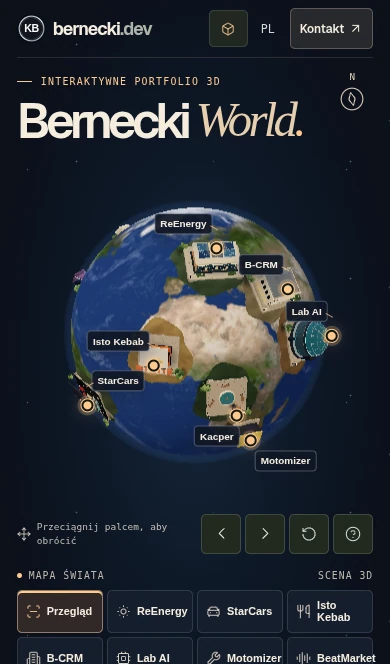 KB bernecki.dev PL Kontakt
INTERAKTYWNE PORTFOLIO 3D
N
Bernecki World.
ReEnergy
B-CRM
Lab AI
Isto Kebab
StarCars
Kacper
Motomizer
Przeciągnij palcem, aby
obrócić
MAPA ŚWIATA SCENA 3D
Przegląd ReEnergy StarCars Isto
Kebab
B-CRM Lab AI Motomizer BeatMarket